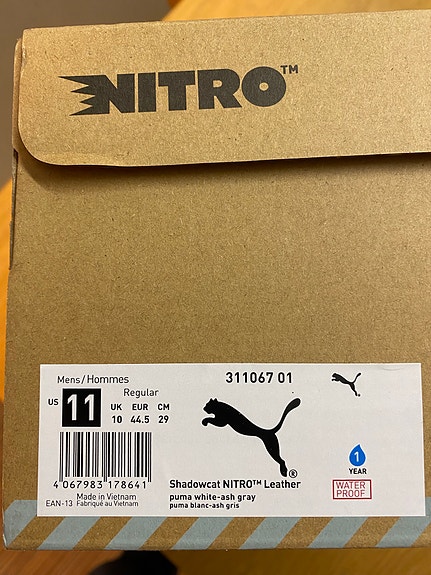 NITRO™
Mens/Hommes
311067 01
Regular
US 11
UK EUR CM
10 44.5 29
®
1
YEAR
WATER
PROOF
4 067983 178641
Shadowcat NITRO™ Leather
Made in Vietnam
puma white-ash gray
EAN-13 Fabriqué au Vietnam
puma blanc-ash gris